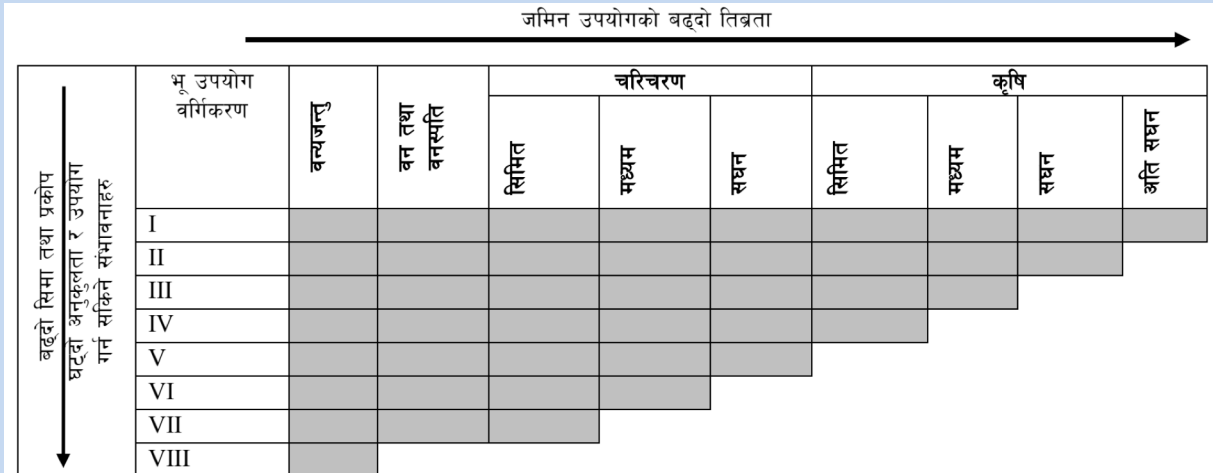 जमिन उपयोगको बढ्दो तिब्रता
बढ्दो सिमा तथा प्रकोप
घट्दो अनुकुलता र उपयोग
गर्न सकिने संभावनाहरु
भू उपयोग
वर्गिकरण
वन्यजन्तु
बन तथा
बनस्पति
चरिचरण
कृषि
सिमित
मध्यम
सघन
सिमित
मध्यम
सघन
अति सघन
I
II
III
IV
V
VI
VII
VIII